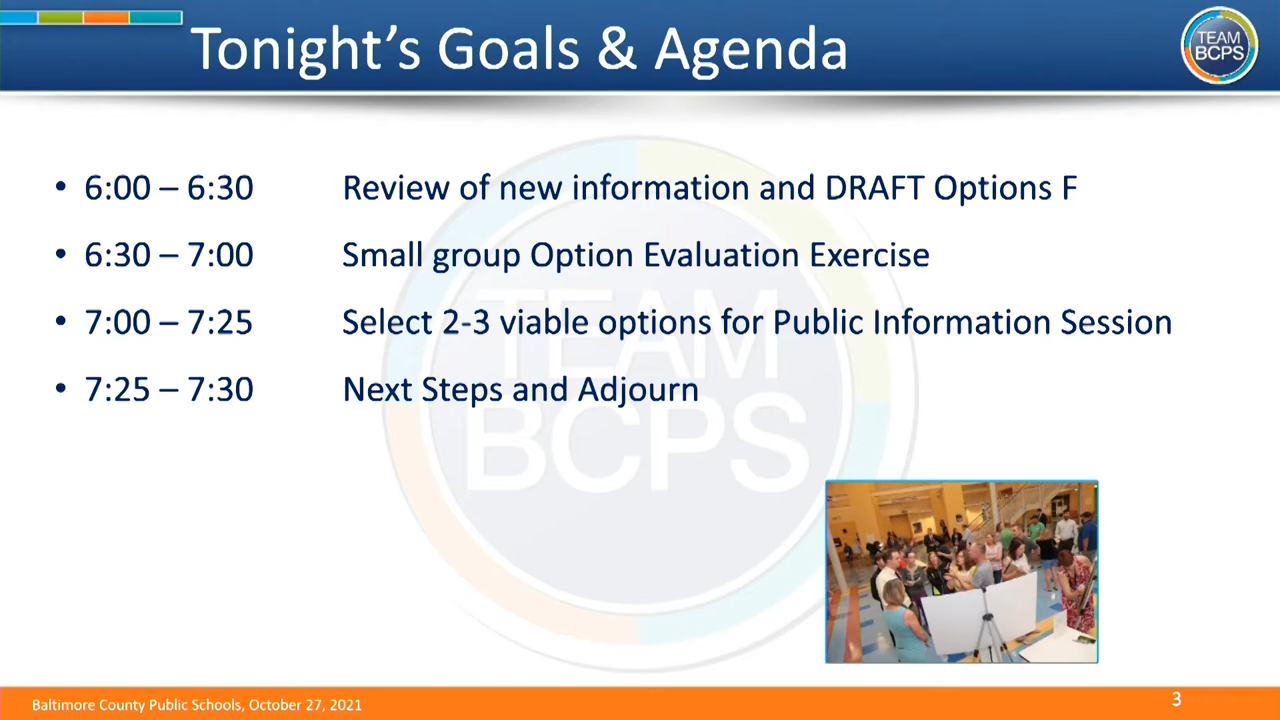 Tonight’s Goals & Agenda
TEAM
BCPS
• 6:00 – 6:30 Review of new information and DRAFT Options F
• 6:30 – 7:00 Small group Option Evaluation Exercise
• 7:00 – 7:25 Select 2-3 viable options for Public Information Session
• 7:25 – 7:30 Next Steps and Adjourn
TEAM
BCPS
Baltimore County Public Schools, October 27, 2021
3